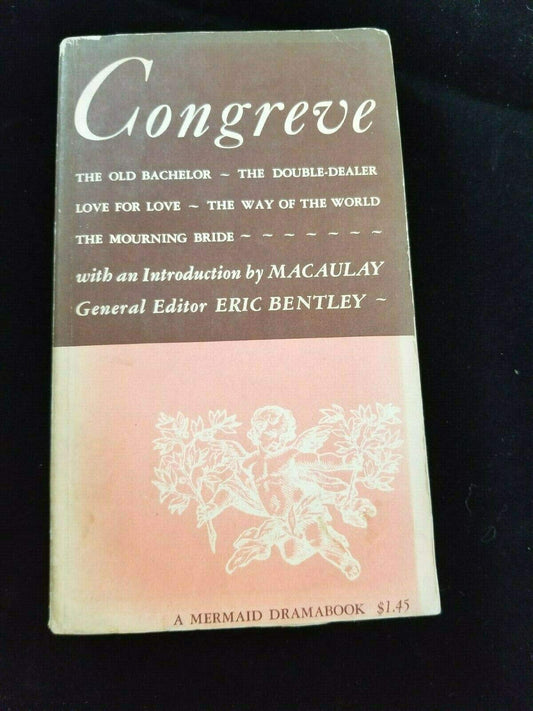 Congreve
THE OLD BACHELOR ~ THE DOUBLE-DEALER
LOVE FOR LOVE ~ THE WAY OF THE WORLD
THE MOURNING BRIDE ~ ~ ~ ~ ~ ~ ~
with an Introduction by MACAULAY
General Editor ERIC BENTLEY ~
A MERMAID DRAMABOOK $1.45